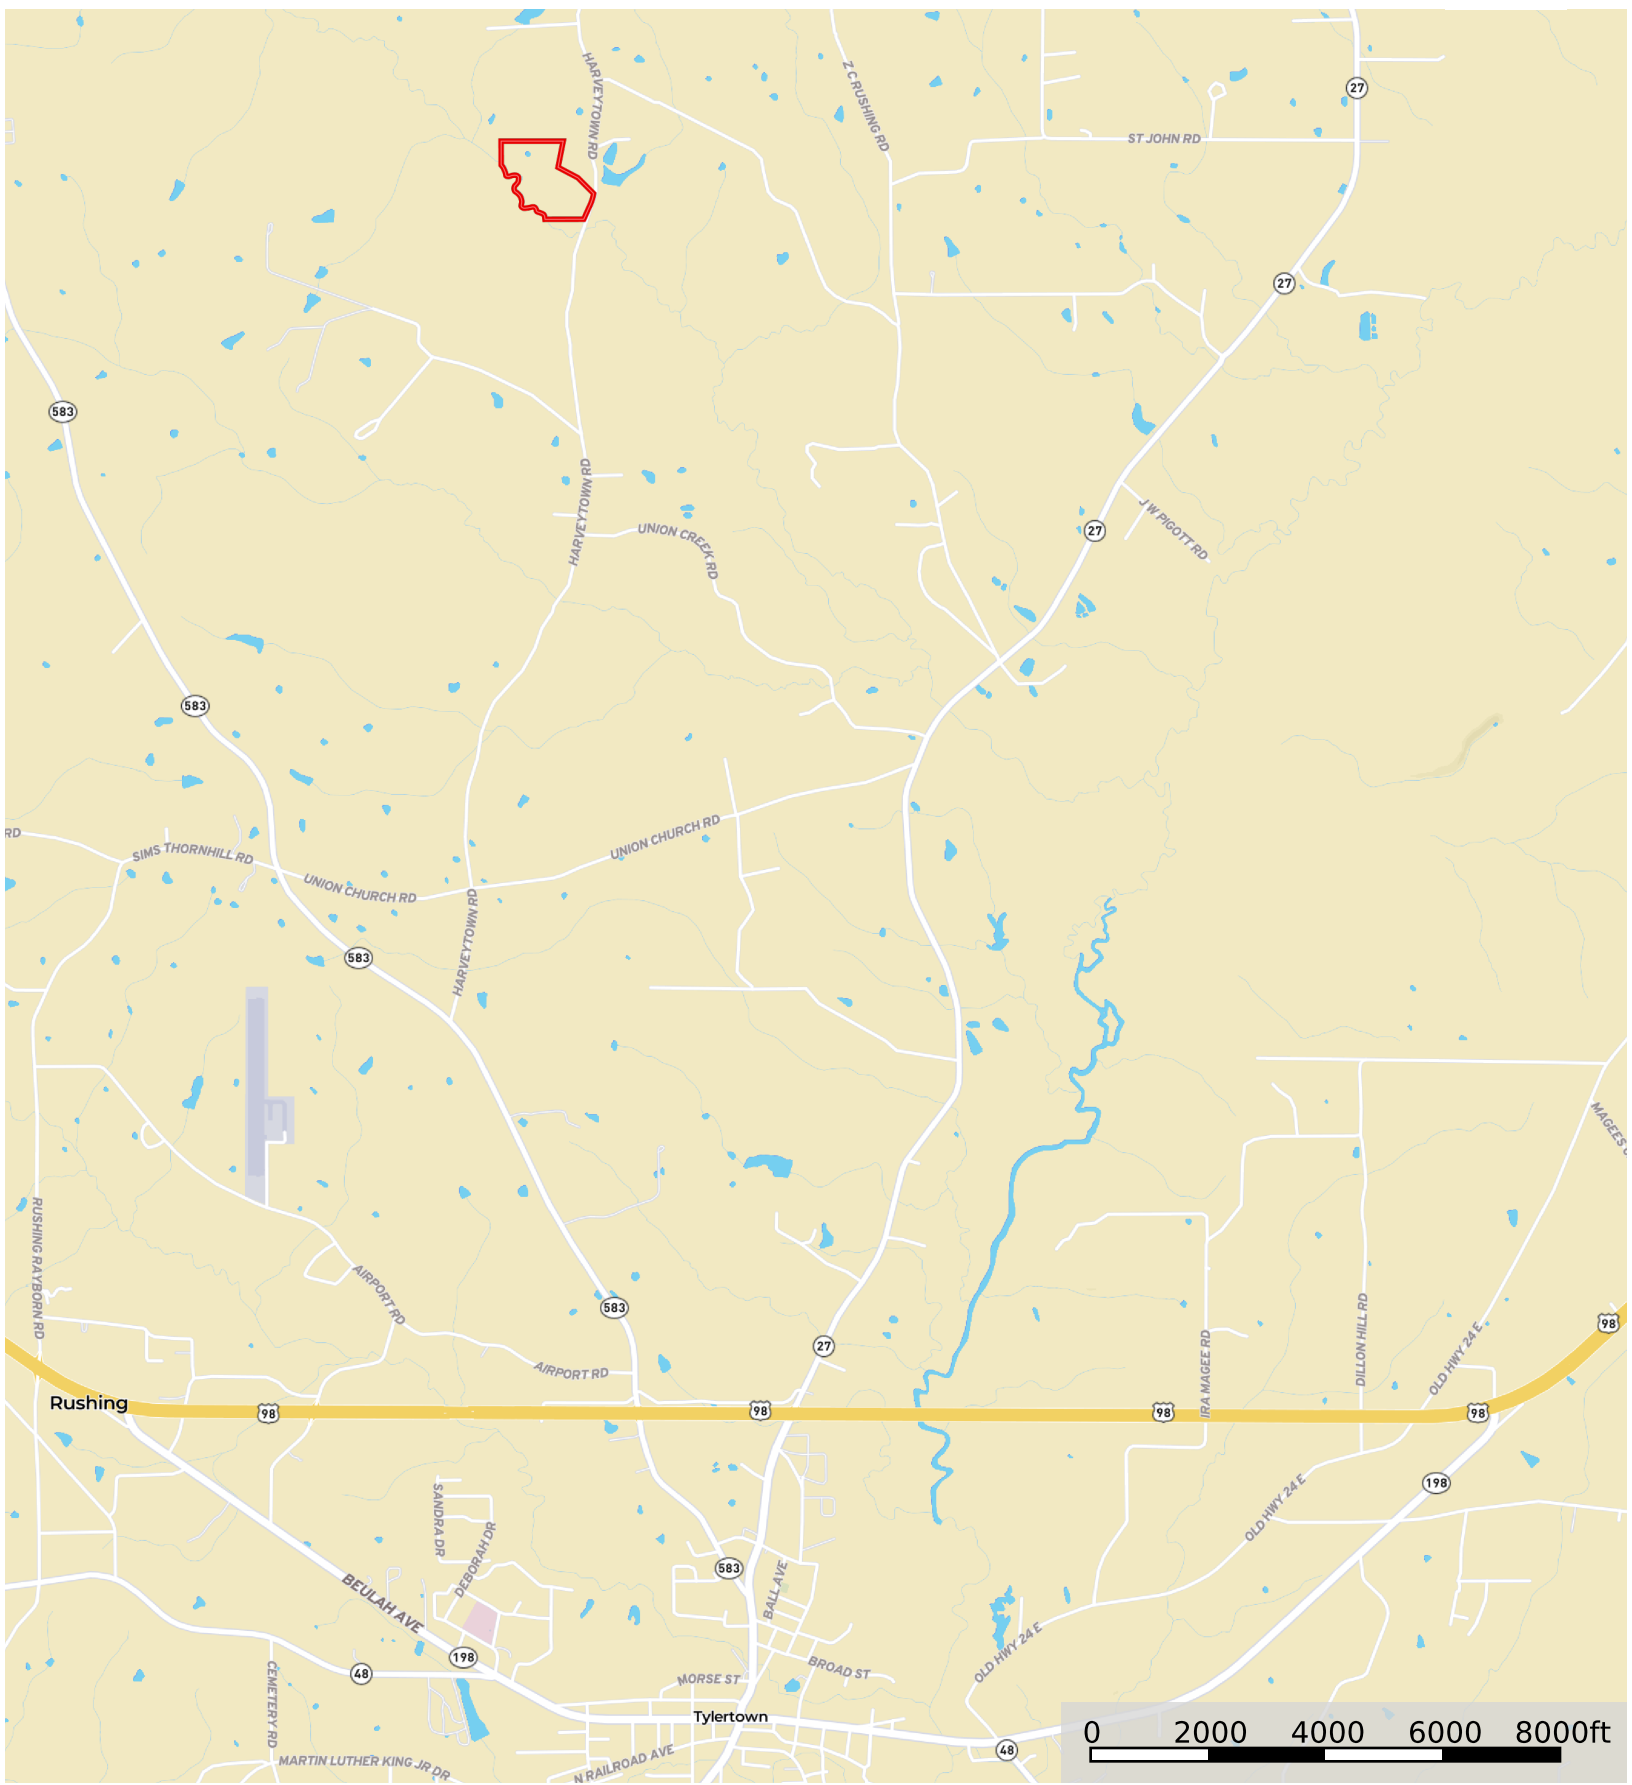 HARVEYTOWN RD
Z C RUSHING RD
27
ST JOHN RD
27
583
HARVEYTOWN RD
UNION CREEK RD
27
J W PIGOTT RD
583
RD
SIMS THORNHILL RD
UNION CHURCH RD
UNION CHURCH RD
HARVEYTOWN RD
583
MAGEES
RUSHING RAYBORN RD
AIRPORT RD
583
AIRPORT RD
27
IRA MAGEE RD
DILLON HILL RD
OLD HWY 24 E
98
Rushing
98
98
98
98
198
SANDRA DR
DEBORAH DR
OLD HWY 24 E
583
BALL AVE
BEULAH AVE
198
48
CEMETERY RD
MORSE ST
BROAD ST
OLD HWY 24 E
Tylertown
48
N RAILROAD AVE
MARTIN LUTHER KING JR DR
0 2000 4000 6000 8000ft